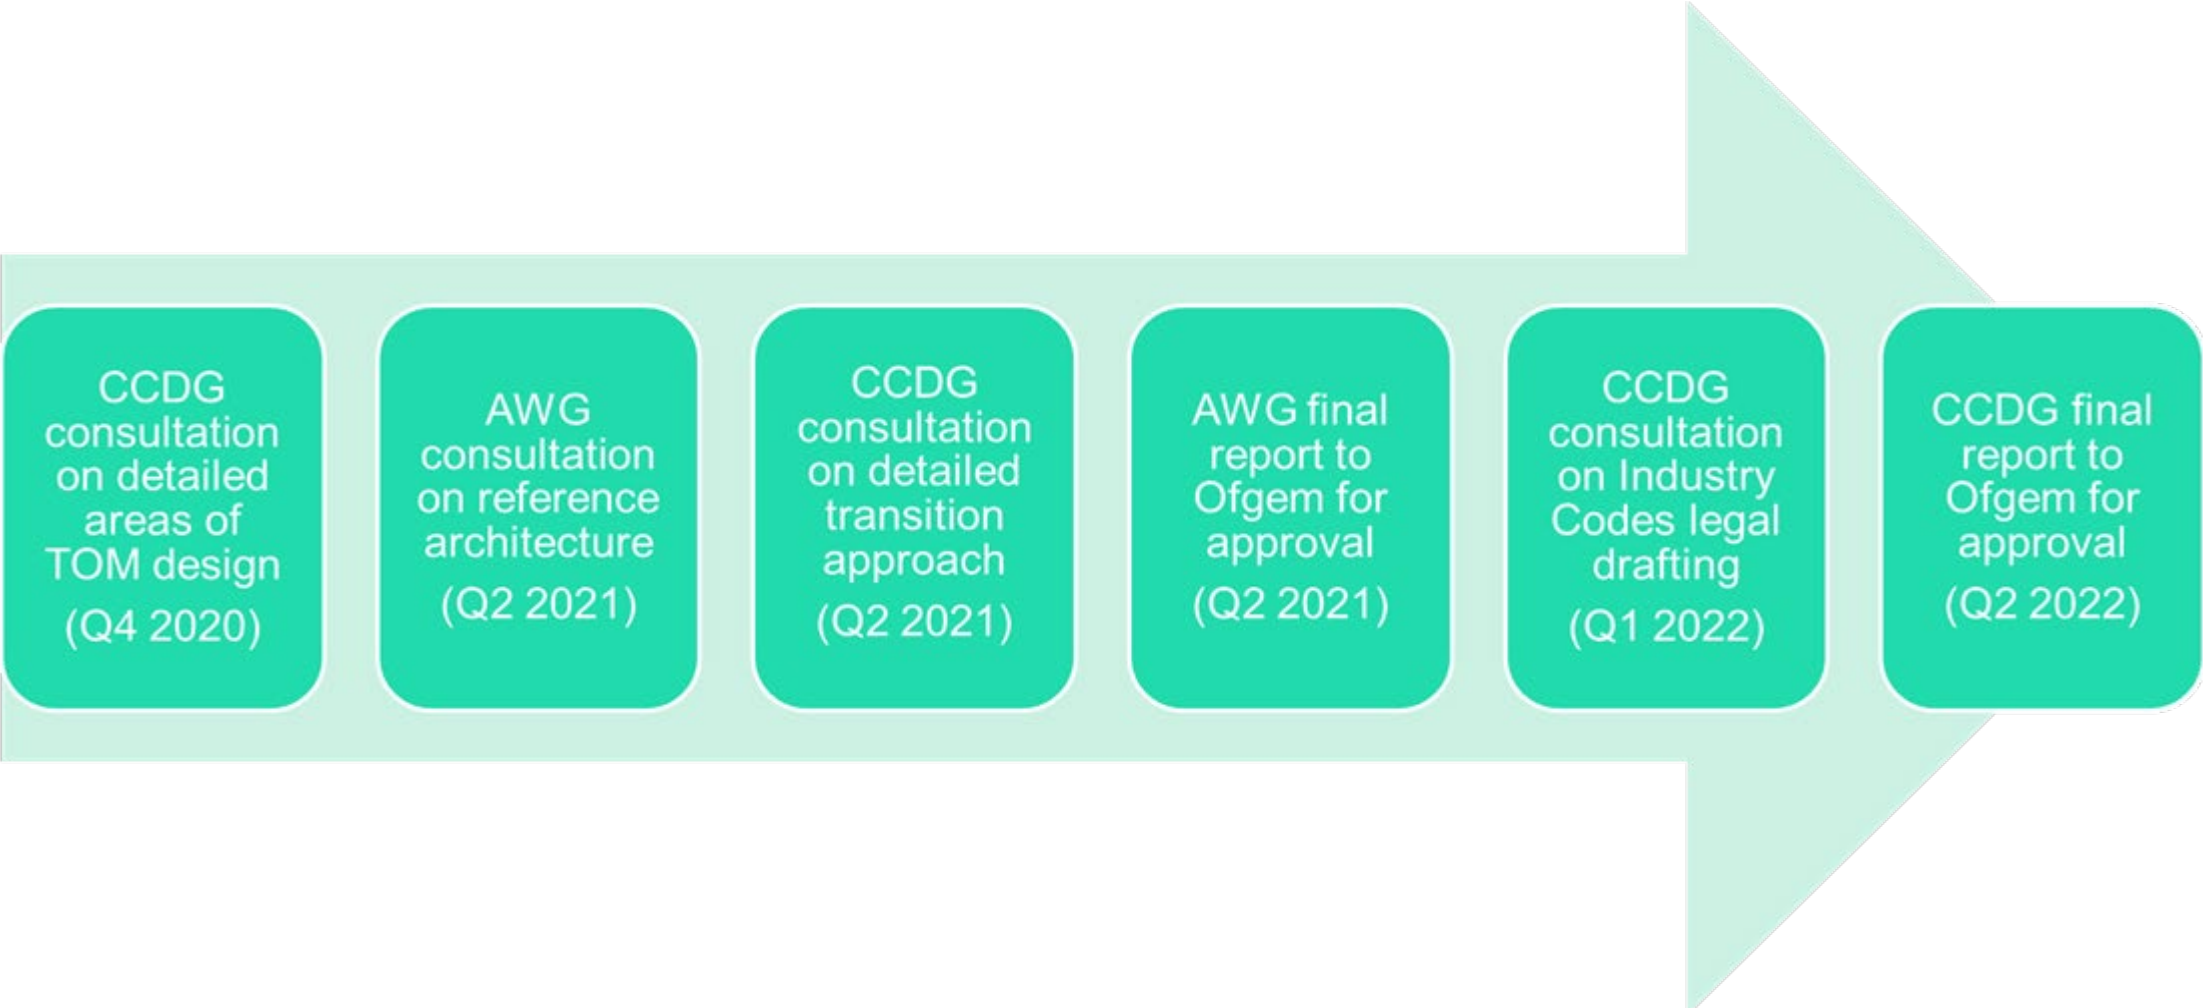 CCDG
consultation
on detailed
areas of
TOM design
(Q4 2020)
AWG
consultation
on reference
architecture
(Q2 2021)
CCDG
consultation
on detailed
transition
approach
(Q2 2021)
AWG final
report to
Ofgem for
approval
(Q2 2021)
CCDG
consultation
on Industry
Codes legal
drafting
(Q1 2022)
CCDG final
report to
Ofgem for
approval
(Q2 2022)